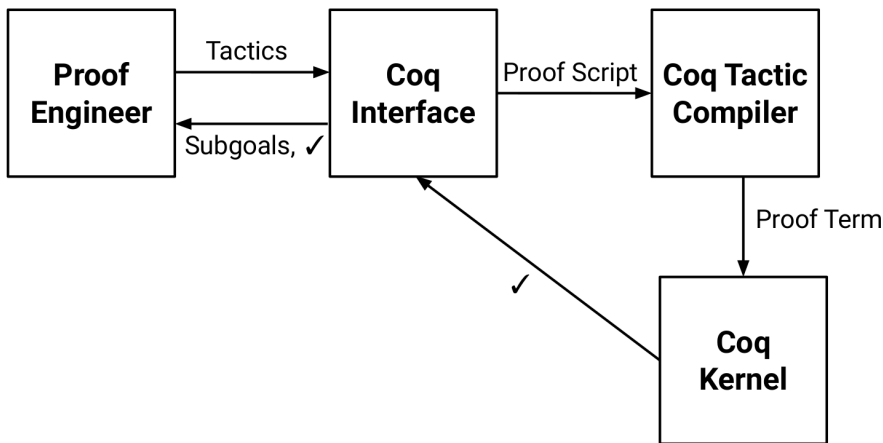 Proof
Engineer
Tactics
Subgoals, ✓
Coq
Interface
Proof Script
Coq Tactic
Compiler
Proof Term
✓
Coq
Kernel